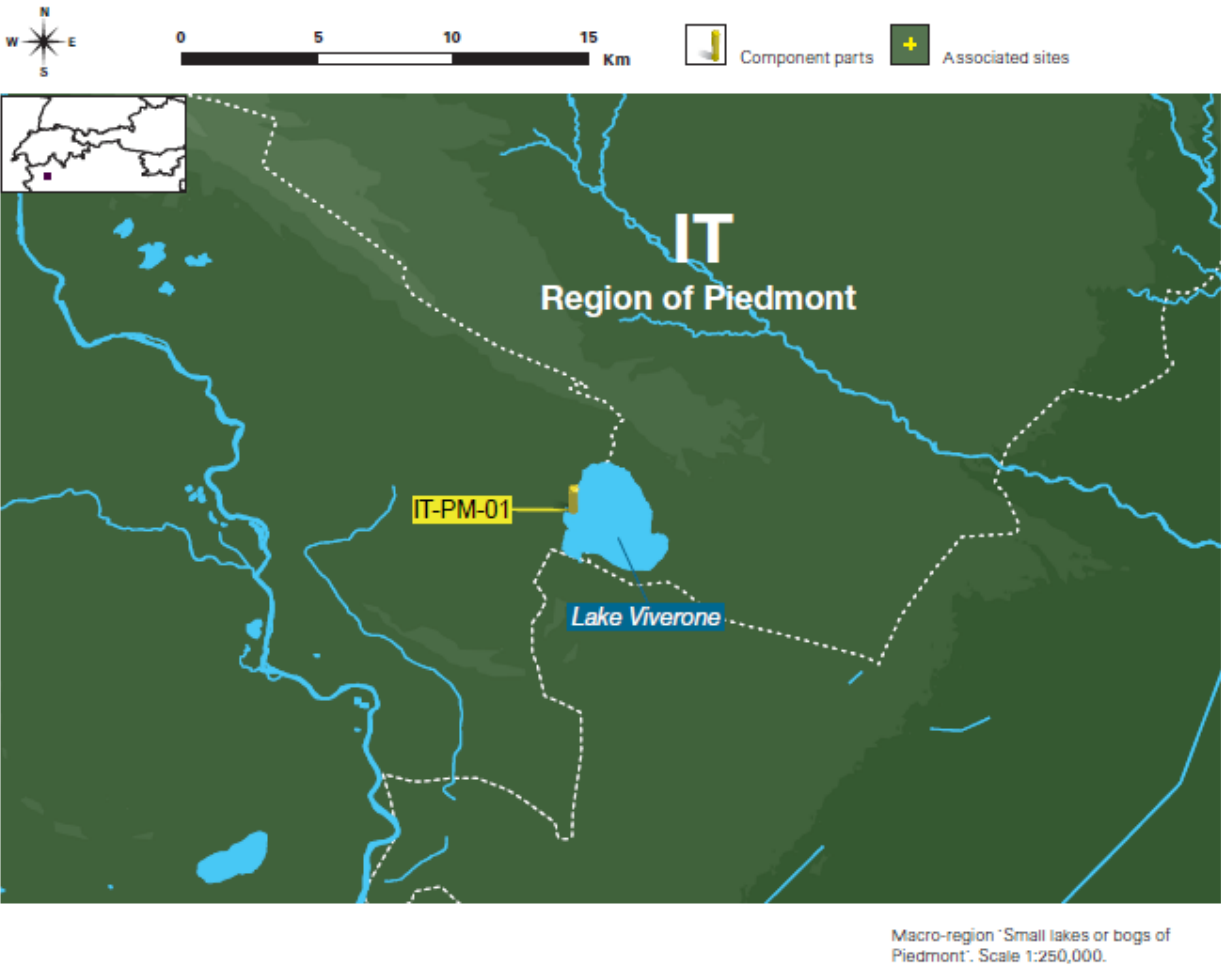 N
W E
S
0 5 10 15 Km
Component parts
Associated sites
IT
Region of Piedmont
IT-PM-01
Lake Viverone
Macro-region ‘Small lakes or bogs of
Piedmont’. Scale 1:250,000.